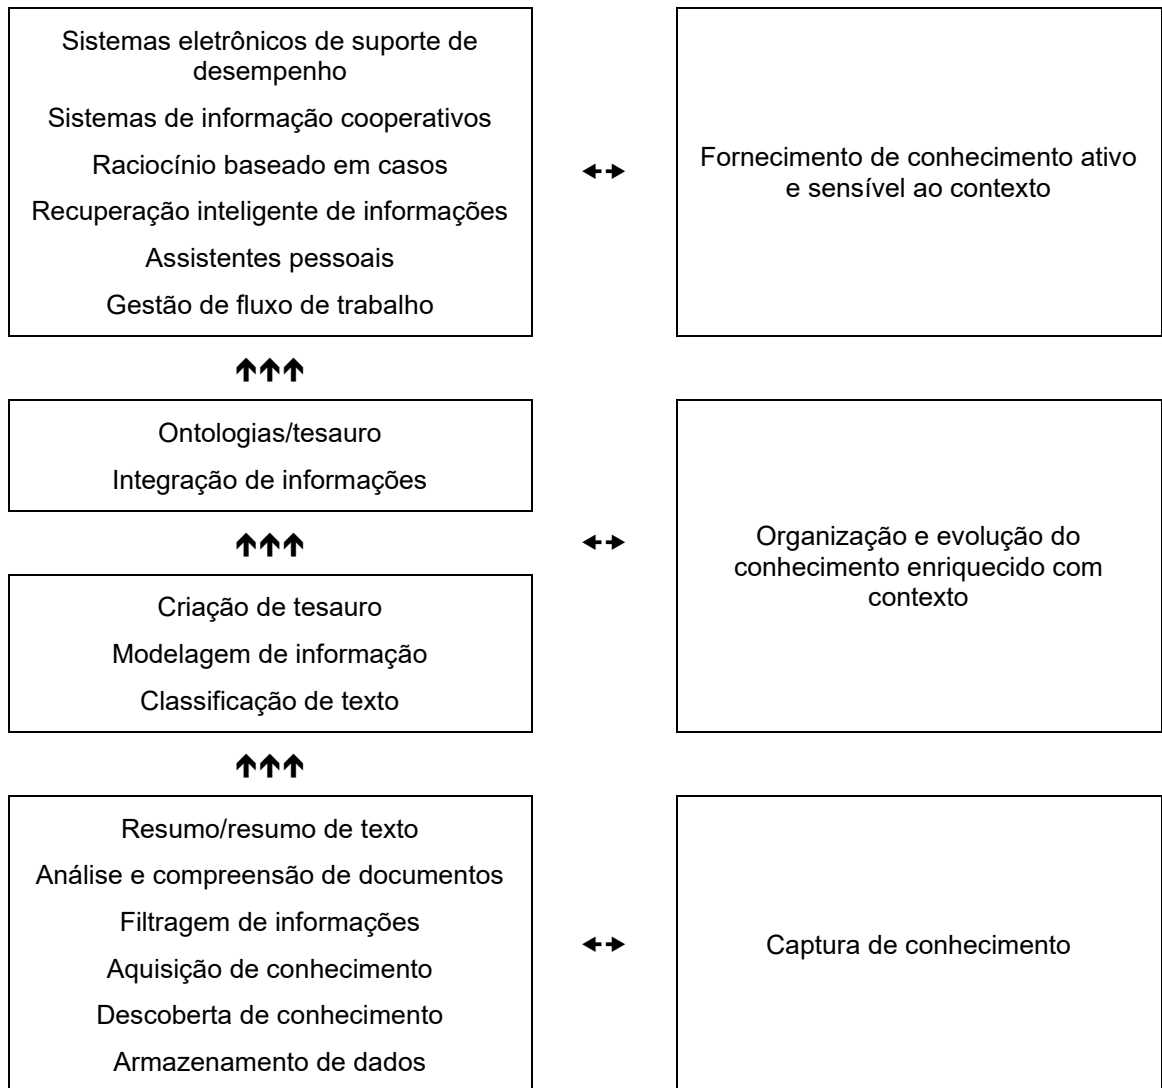 Sistemas eletrônicos de suporte de
desempenho
Sistemas de informação cooperativos
Raciocínio baseado em casos
Recuperação inteligente de informações
Assistentes pessoais
Gestão de fluxo de trabalho
Fornecimento de conhecimento ativo
e sensível ao contexto
Ontologias/tesauro
Integração de informações
Criação de tesauro
Modelagem de informação
Classificação de texto
Organização e evolução do
conhecimento enriquecido com
contexto
Resumo/resumo de texto
Análise e compreensão de documentos
Filtragem de informações
Aquisição de conhecimento
Descoberta de conhecimento
Armazenamento de dados
Captura de conhecimento